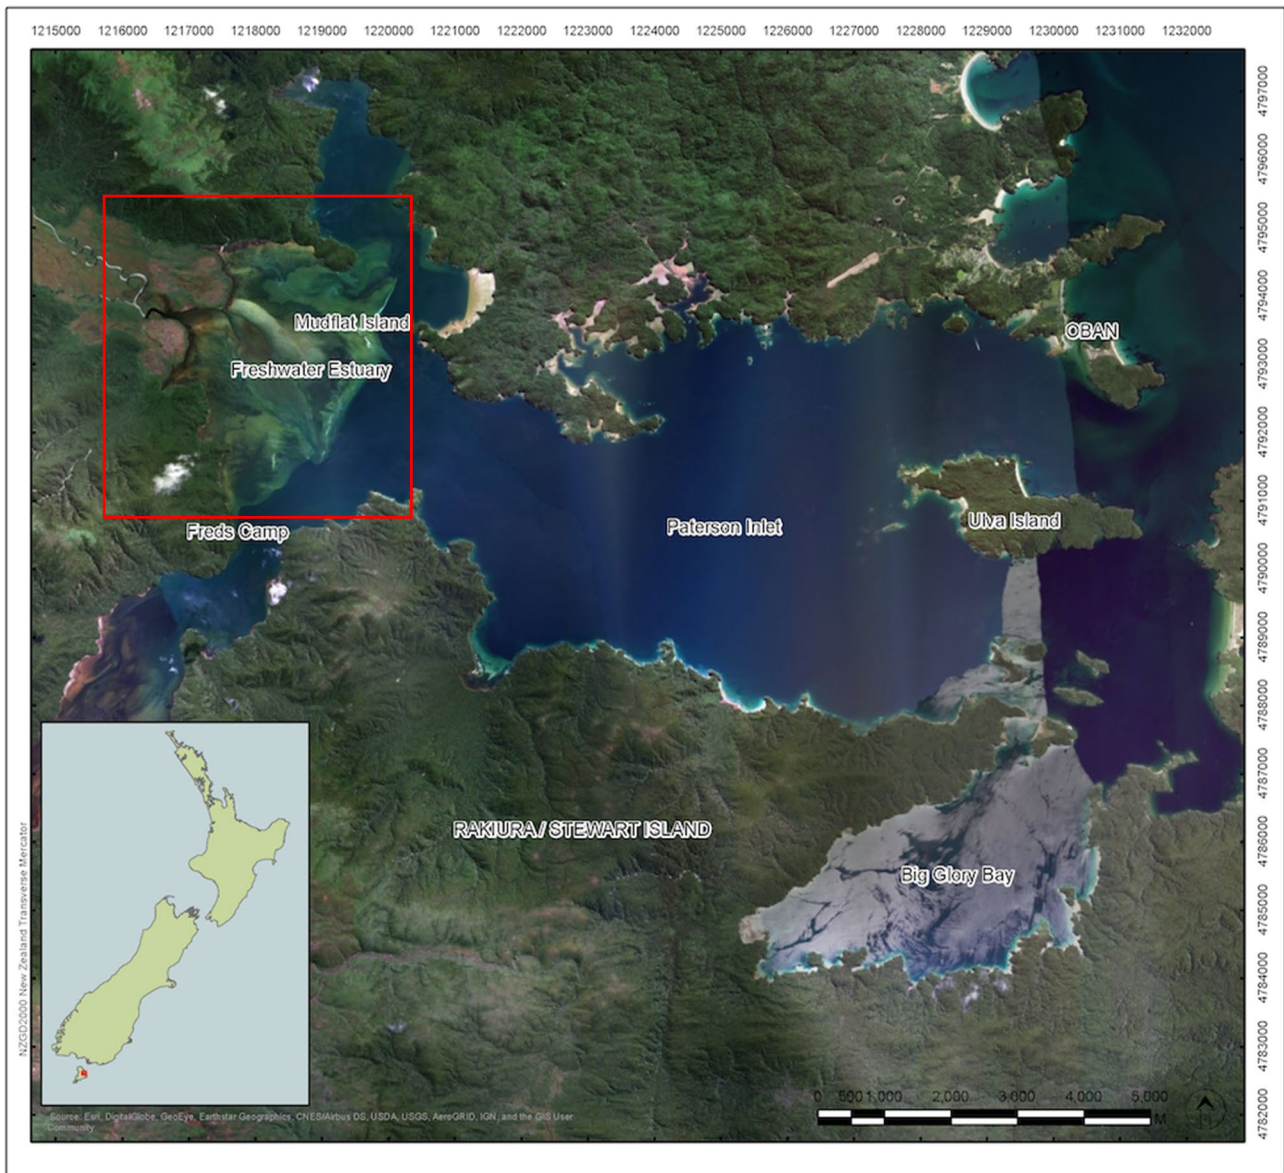 1215000 1216000 1217000 1218000 1219000 1220000 1221000 1222000 1223000 1224000 1225000 1226000 1227000 1228000 1229000 1230000 1231000 1232000
4797000
4796000
4795000
4794000
4793000
4792000
4791000
4790000
4789000
4788000
4787000
4786000
4785000
4784000
4783000
4782000
Mudflat Island
OBAN
Freshwater Estuary
Freds Camp
Paterson Inlet
Ulva Island
RAKIURA / STEWART ISLAND
Big Glory Bay
NZGD2000 New Zealand Transverse Mercator
0 500 1,000 2,000 3,000 4,000 5,000
M
Source: Esri, DigitalGlobe, GeoEye, Earthstar Geographics, CNES/Airbus DS, USDA, USGS, AeroGRID, IGN, and the GIS User
Community